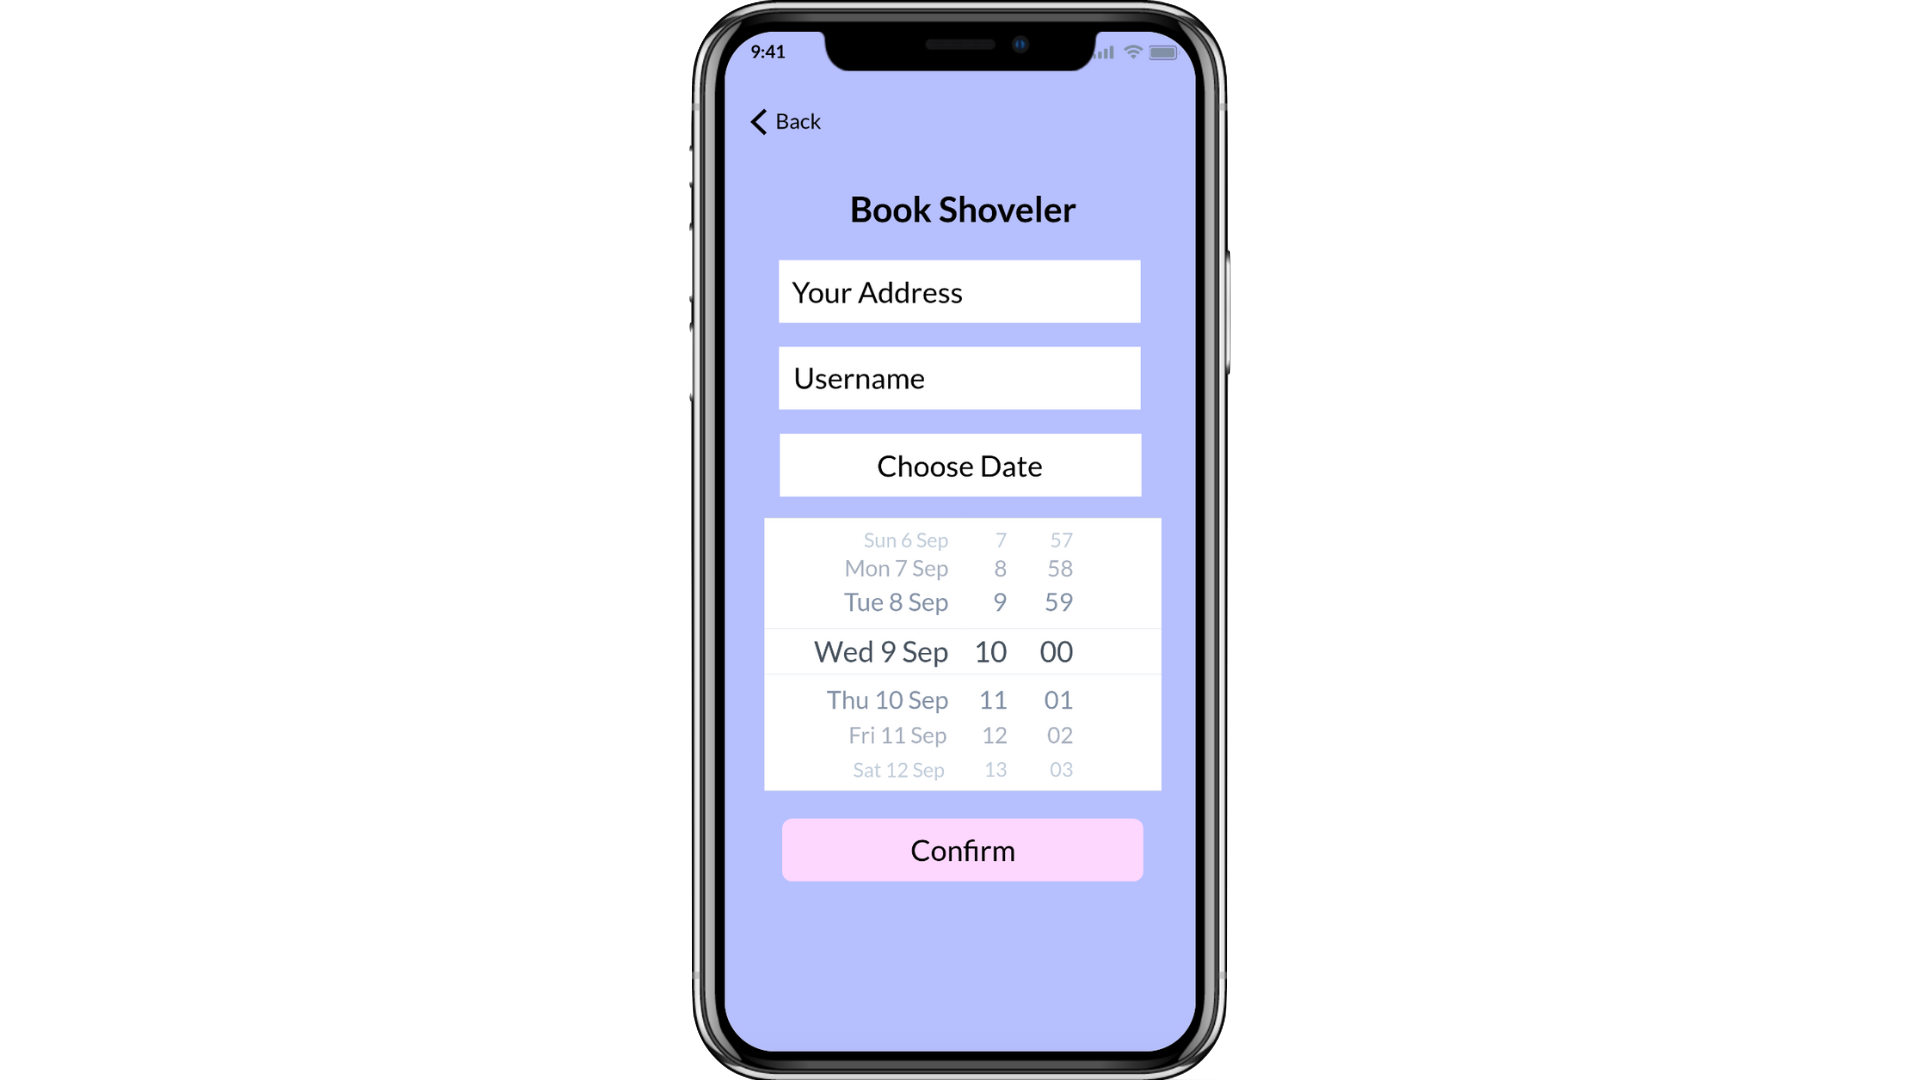 9:41
Back
Book Shoveler
Your Address
Username
Choose Date
Sun 6 Sep 7 57
Mon 7 Sep 8 58
Tue 8 Sep 9 59
Wed 9 Sep 10 00
Thu 10 Sep 11 01
Fri 11 Sep 12 02
Sat 12 Sep 13 03
Confirm